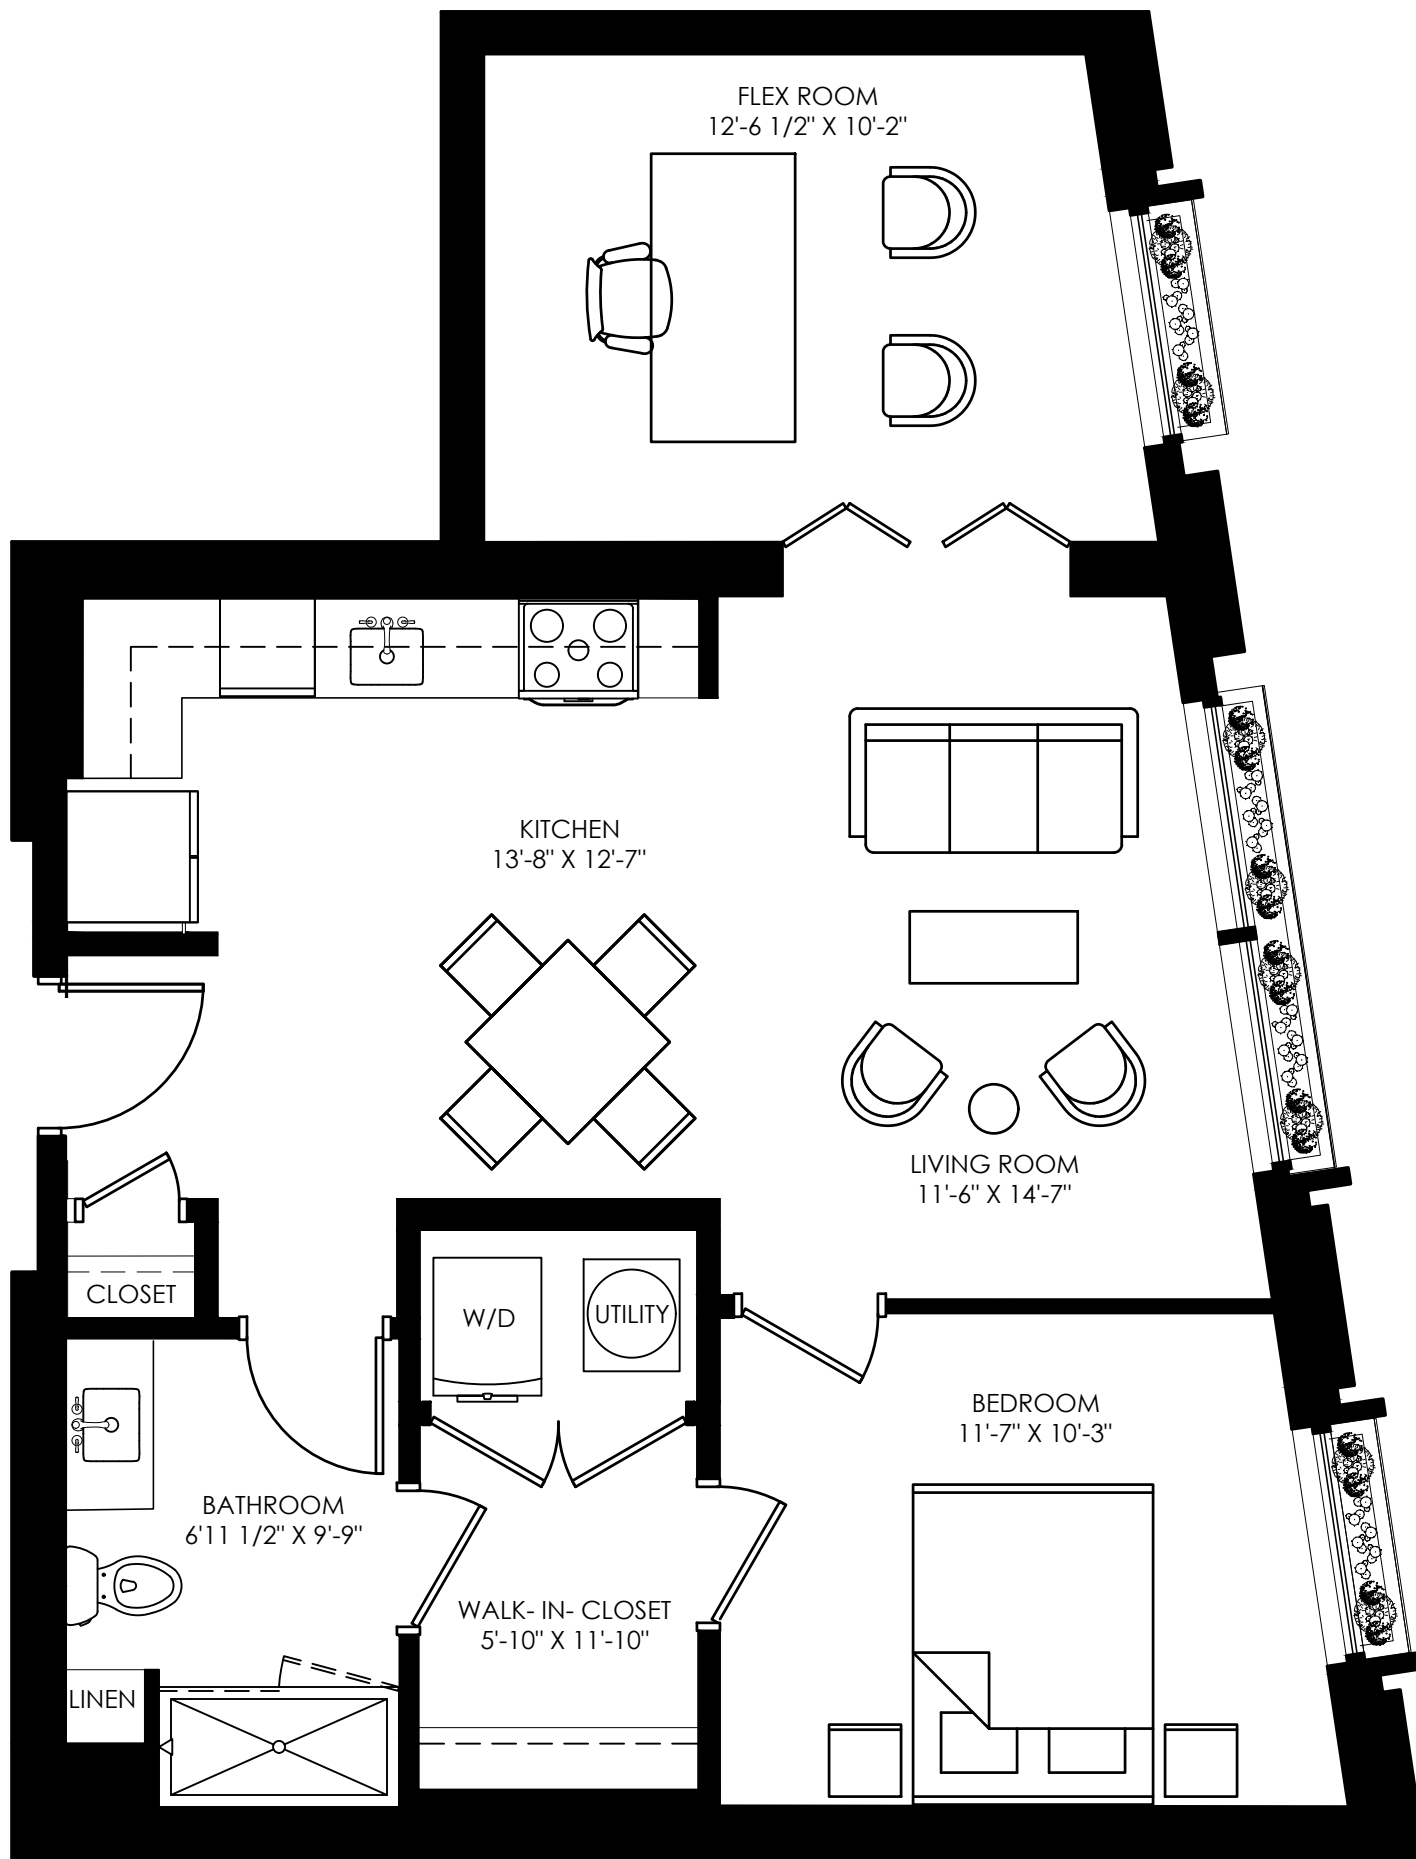 FLEX ROOM
12'-6 1/2" X 10'-2"
KITCHEN
13'-8" X 12'-7"
LIVING ROOM
11'-6" X 14'-7"
CLOSET
W/D
UTILITY
BEDROOM
11'-7" X 10'-3"
BATHROOM
6'11 1/2" X 9'-9"
WALK- IN- CLOSET
5'-10" X 11'-10"
LINEN